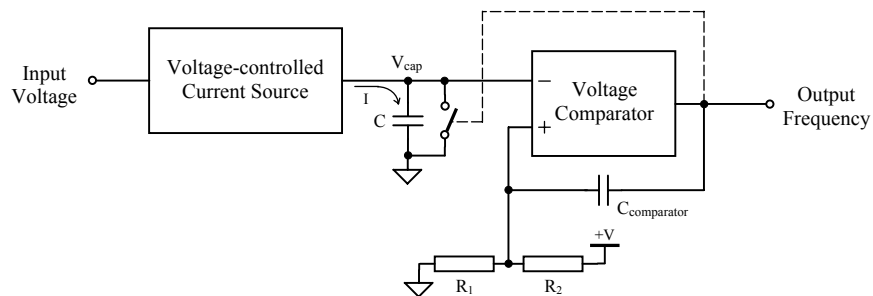 Input
Voltage
Voltage-controlled
Current Source
V_cap
I
C
−
+
Voltage
Comparator
Output
Frequency
C_comparator
+V
R_1
R_2